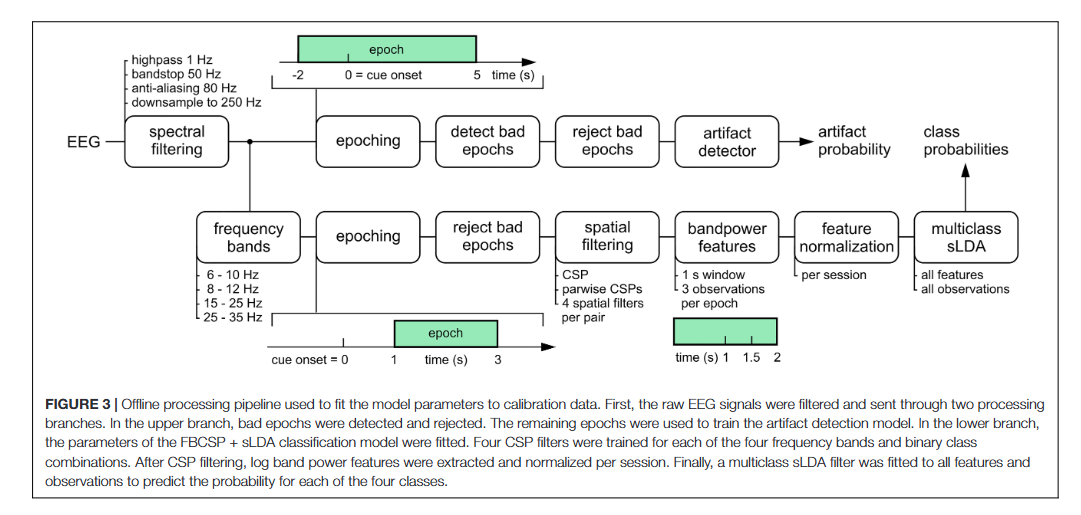 epoch
-2 0 = cue onset 5 time (s)
highpass 1 Hz
bandstop 50 Hz
anti-aliasing 80 Hz
downsample to 250 Hz
EEG
spectral
filtering
epoching
detect bad
epochs
reject bad
epochs
artifact
detector
artifact
probability
class
probabilities
frequency
bands
epoching
reject bad
epochs
spatial
filtering
bandpower
features
feature
normalization
multiclass
sLDA
6 - 10 Hz
8 - 12 Hz
15 - 25 Hz
25 - 35 Hz
CSP
parwise CSPs
4 spatial filters
per pair
1 s window
3 observations
per epoch
per session
all features
all observations
epoch
cue onset = 0 1 time (s) 3
time (s) 1 1.5 2
FIGURE 3 | Offline processing pipeline used to fit the model parameters to calibration data. First, the raw EEG signals were filtered and sent through two processing
branches. In the upper branch, bad epochs were detected and rejected. The remaining epochs were used to train the artifact detection model. In the lower branch,
the parameters of the FBCSP + sLDA classification model were fitted. Four CSP filters were trained for each of the four frequency bands and binary class
combinations. After CSP filtering, log band power features were extracted and normalized per session. Finally, a multiclass sLDA filter was fitted to all features and
observations to predict the probability for each of the four classes.